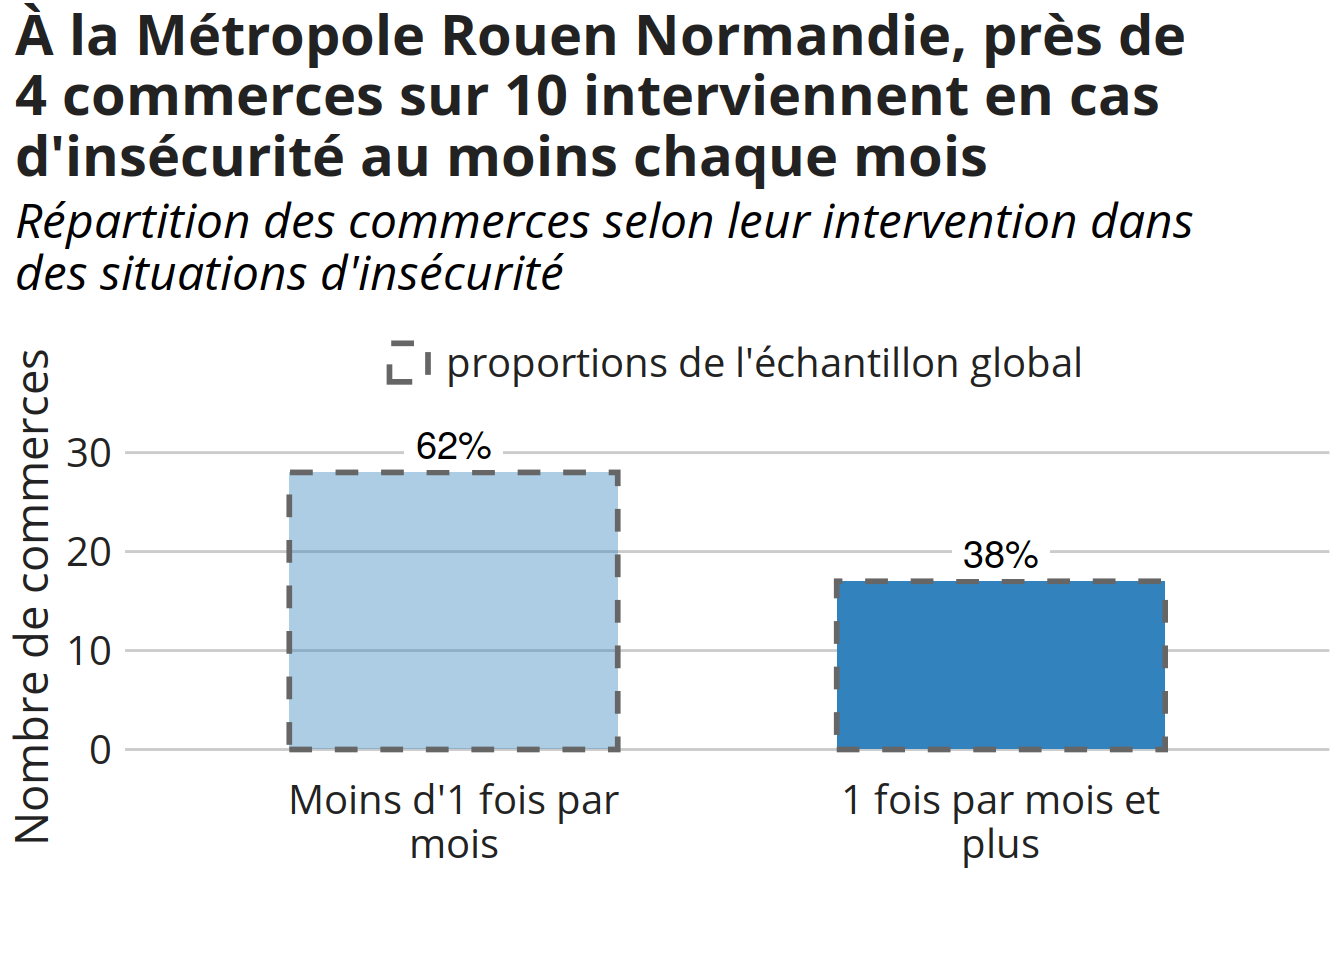 À la Métropole Rouen Normandie, près de
4 commerces sur 10 interviennent en cas
d'insécurité au moins chaque mois
Répartition des commerces selon leur intervention dans
des situations d'insécurité
proportions de l'échantillon global
Nombre de commerces
30
20
10
0
62%
38%
Moins d'1 fois par
mois
1 fois par mois et
plus